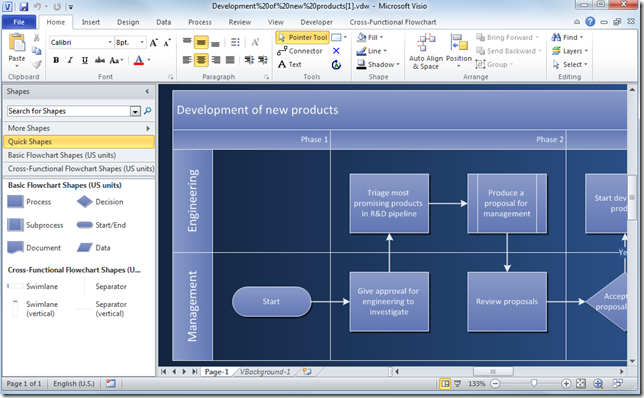 Development%20of%20new%20products[1].vdw - Microsoft Visio
File Home Insert Design Data Process Review View Developer Cross-Functional Flowchart
Calibri 8pt.
Paste
B I U abc Aa A
Pointer Tool
Connector
A Text
Fill
Line
Shadow
Auto Align & Space
Position
Bring Forward
Send Backward
Group
Find
Layers
Select
Clipboard Font Paragraph Tools Shape Arrange Editing
Shapes
Search for Shapes
More Shapes
Quick Shapes
Basic Flowchart Shapes (US units)
Cross-Functional Flowchart Shapes (US units)
Basic Flowchart Shapes (US units)
Process Decision
Subprocess Start/End
Document Data
Cross-Functional Flowchart Shapes (U...
Swimlane Separator
Swimlane (vertical) Separator (vertical)
Development of new products
Phase 1 Phase 2
Engineering
Triage most
promising products
in R&D pipeline
Produce a
proposal for
management
Start dev
prod
Ye
Management
Start
Give approval for
engineering to
investigate
Review proposals
Accept
proposal
Page-1 VBackground-1
Page 1 of 1 English (U.S.) 133%